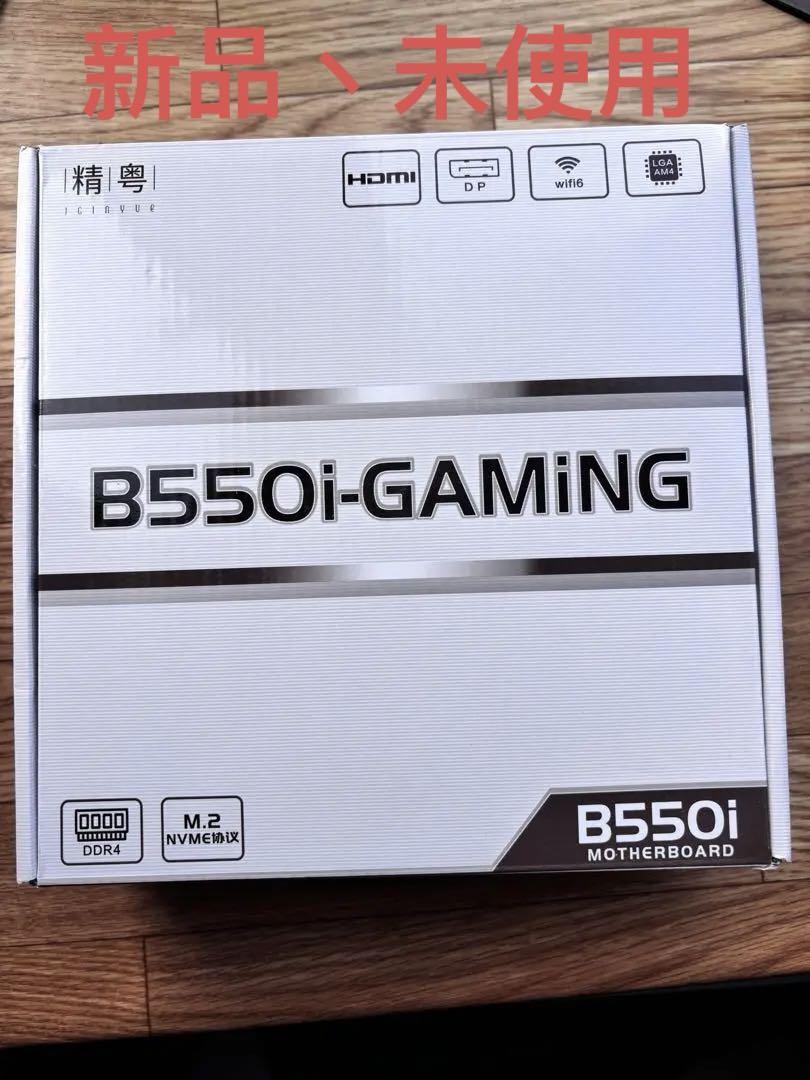 新品、未使用
精粤
JGINYUE
HDMI
DP
wifi6
LGA
AM4
B550i-GAMiNG
DDR4
M.2
NVME协议
B550i
MOTHERBOARD